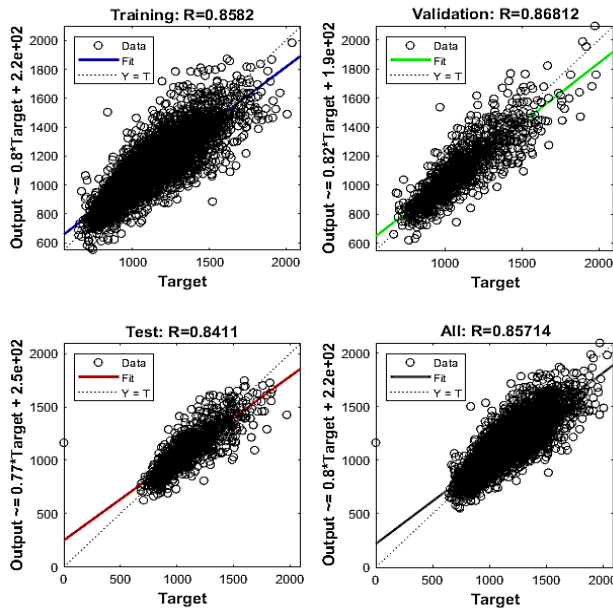 Training: R=0.8582
Output ~= 0.8*Target + 2.2e+02
2000
1800
1600
1400
1200
1000
800
600
Data
Fit
Y = T
1000
1500
2000
Target
Validation: R=0.86812
Output ~= 0.82*Target + 1.9e+02
2000
1800
1600
1400
1200
1000
800
600
Data
Fit
Y = T
1000
1500
2000
Target
Test: R=0.8411
Output ~= 0.77*Target + 2.5e+02
2000
1500
1000
500
0
Data
Fit
Y = T
0
500
1000
1500
2000
Target
All: R=0.85714
Output ~= 0.8*Target + 2.2e+02
2000
1500
1000
500
0
Data
Fit
Y = T
0
500
1000
1500
2000
Target